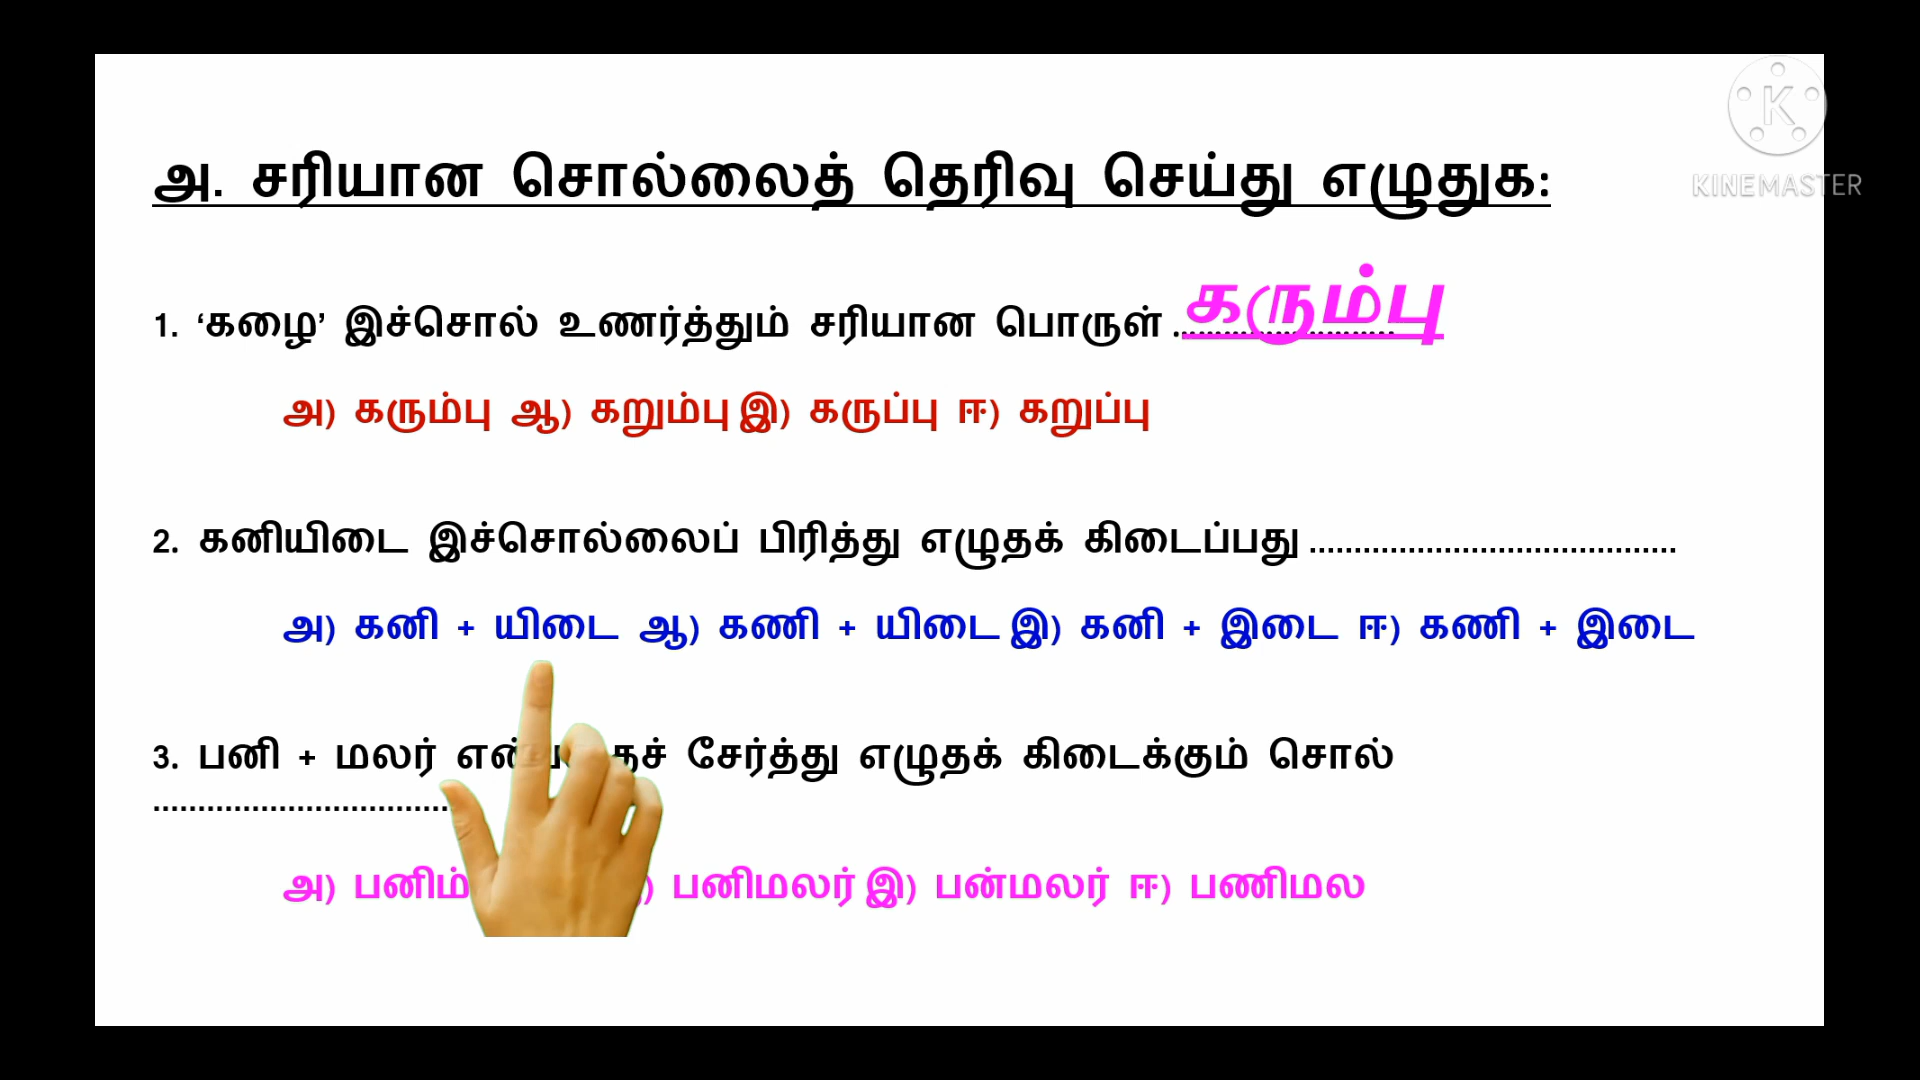 அ. சரியான சொல்லைத் தெரிவு செய்து எழுதுக:
KINEMASTER
1. ‘கழை’ இச்சொல் உணர்த்தும் சரியான பொருள் ......................... கரும்பு
அ) கரும்பு ஆ) கறும்பு இ) கருப்பு ஈ) கறுப்பு
2. கனியிடை இச்சொல்லைப் பிரித்து எழுதக் கிடைப்பது .........................................
அ) கனி + யிடை ஆ) கணி + யிடை இ) கனி + இடை ஈ) கணி + இடை
3. பனி + மலர் சேர்த்து எழுதக் கிடைக்கும் சொல்
..................................
அ) பனிமலர் இ) பன்மலர் ஈ) பணிமல